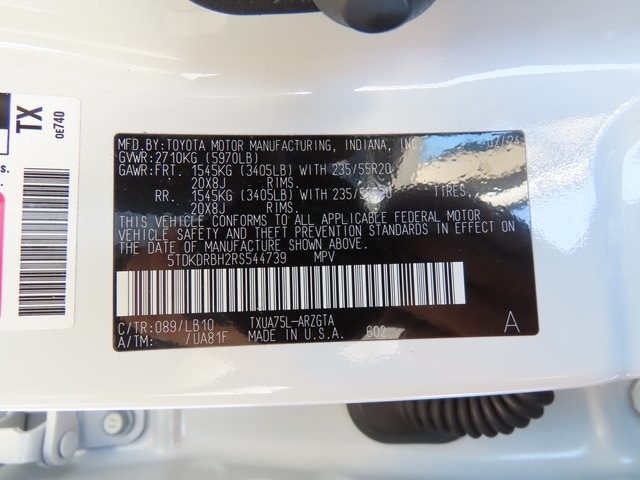 TX
0E740
MFD.BY:TOYOTA MOTOR MANUFACTURING, INDIANA, INC.
GVWR:2710KG (5970LB)
GAWR:FRT. 1545KG (3405LB) WITH 235/55R20
20X8J RIMS.
RR. 1545KG (3405LB) WITH TIRES,
20X8J RIMS.
THIS VEHICLE CONFORMS TO ALL APPLICABLE FEDERAL MOTOR
VEHICLE SAFETY AND THEFT PREVENTION STANDARDS IN EFFECT ON
THE DATE OF MANUFACTURE SHOWN ABOVE.
5TDKDRBH2RS544739 MPV
C/TR:089/LB10 TXUA75L-ARZGTA
A/TM: /UA81F MADE IN U.S.A. 602 A